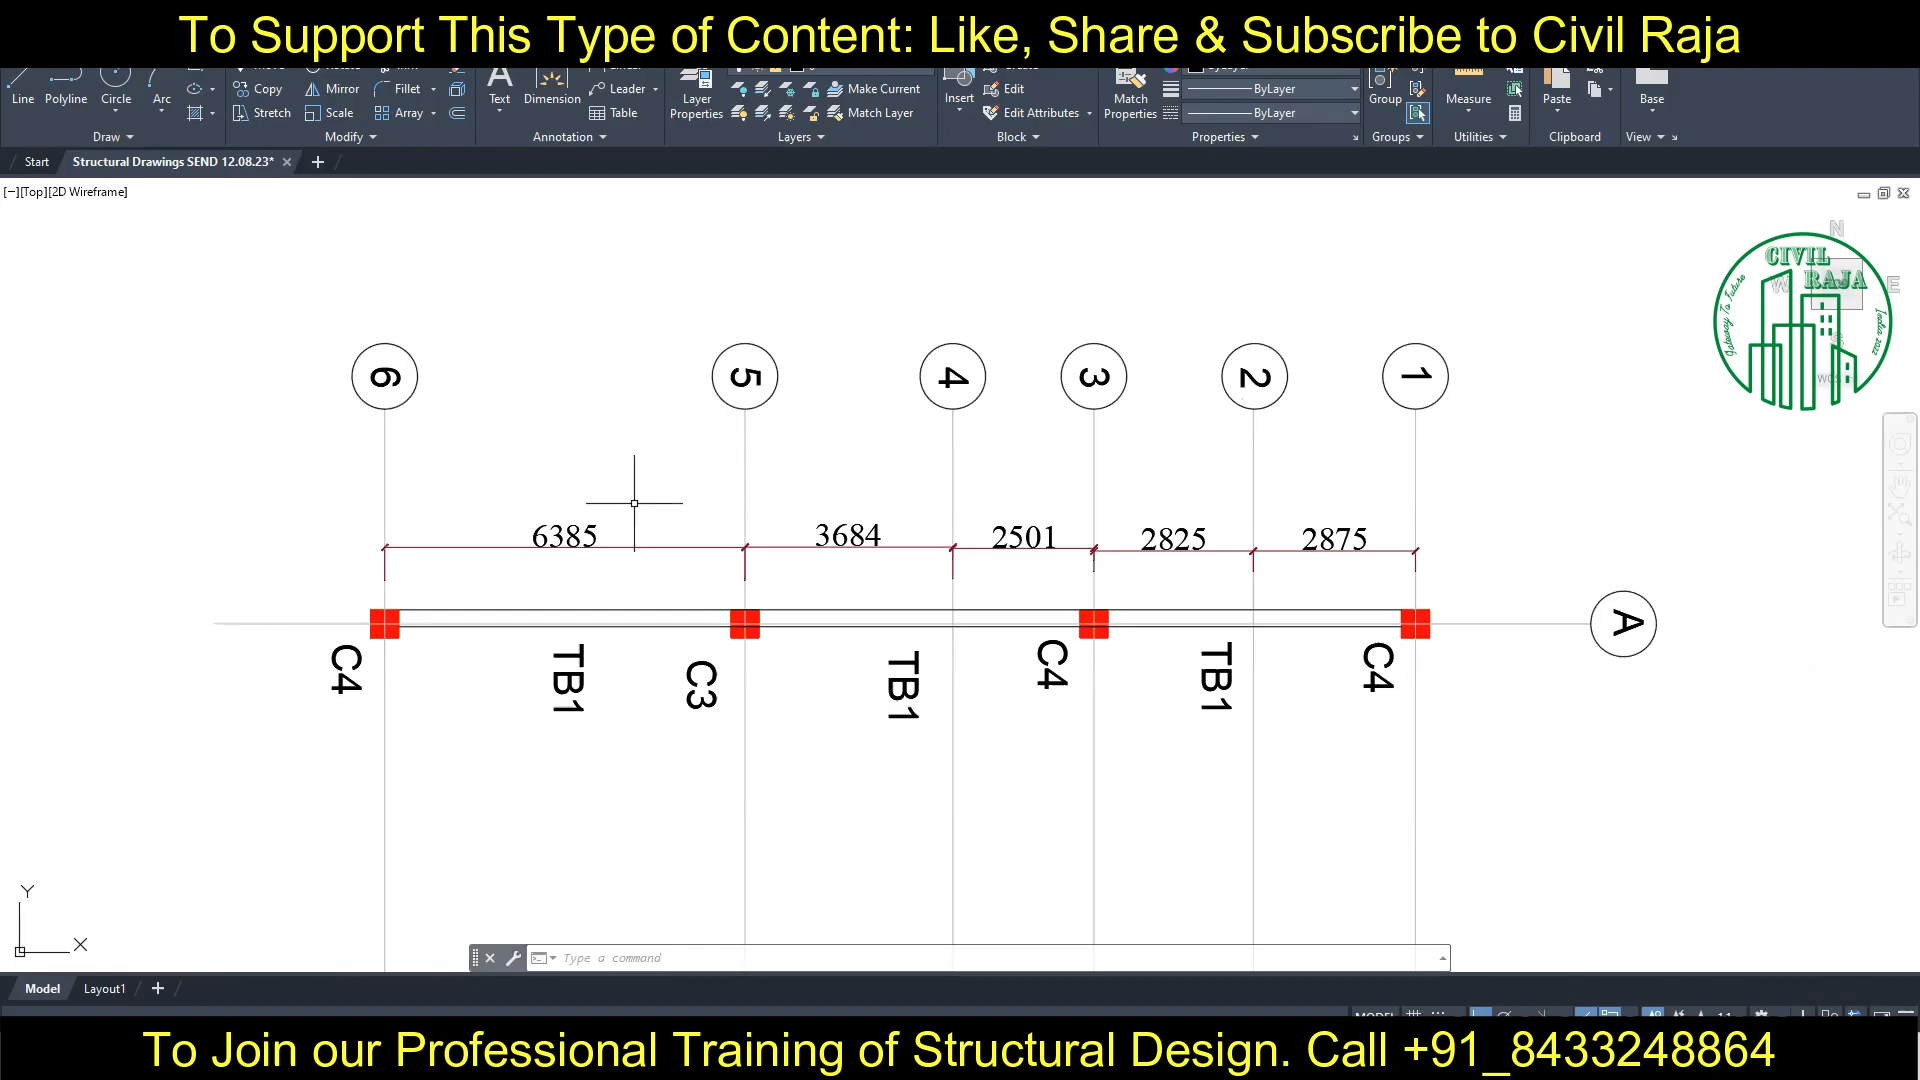 To Support This Type of Content: Like, Share & Subscribe to Civil Raja
Line Polyline Circle Arc
Copy Mirror Fillet
Stretch Scale Array
Text Dimension Leader Table
Layer Properties
Make Current
Match Layer
Insert
Edit
Edit Attributes
Match Properties
ByLayer
ByLayer
Group
Measure
Paste
Base
Draw Modify Annotation Layers Block Properties Groups Utilities Clipboard View
Start Structural Drawings SEND 12.08.23*
[−][Top][2D Wireframe]
N
W E
CIVIL
RAJA
Gateway To Future
India 2022
6 5 4 3 2 1
6385 3684 2501 2825 2875
A
C4 TB1 C3 TB1 C4 TB1 C4
Y
X
Type a command
Model Layout1
To Join our Professional Training of Structural Design. Call +91_8433248864